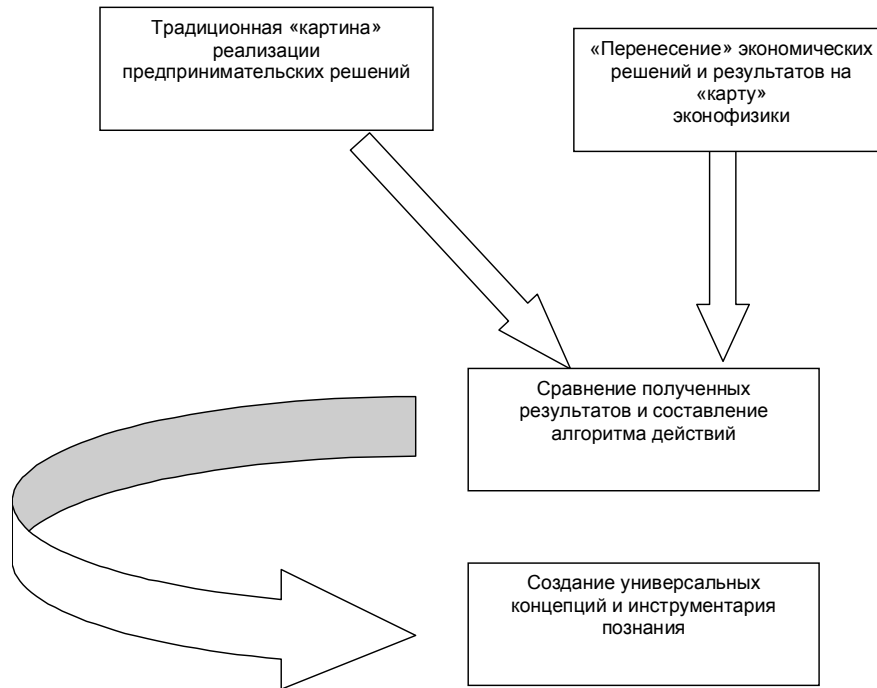 Традиционная «картина»
реализации
предпринимательских решений
«Перенесение» экономических
решений и результатов на
«карту»
эконофизики
Сравнение полученных
результатов и составление
алгоритма действий
Создание универсальных
концепций и инструментария
познания